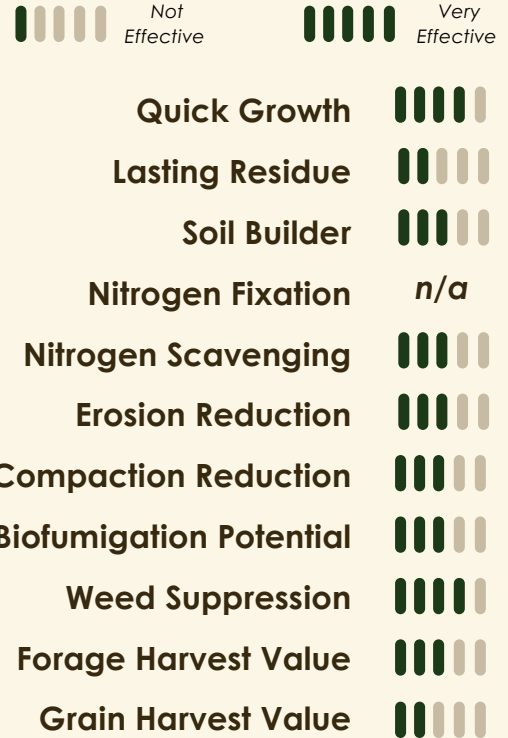 Not
Effective
Very
Effective
Quick Growth
Lasting Residue
Soil Builder
Nitrogen Fixation n/a
Nitrogen Scavenging
Erosion Reduction
Compaction Reduction
Biofumigation Potential
Weed Suppression
Forage Harvest Value
Grain Harvest Value